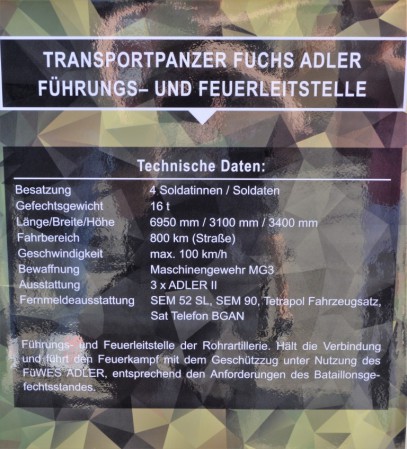 TRANSPORTPANZER FUCHS ADLER
FÜHRUNGS– UND FEUERLEITSTELLE
Technische Daten:
Besatzung 4 Soldatinnen / Soldaten
Gefechtsgewicht 16 t
Länge/Breite/Höhe 6950 mm / 3100 mm / 3400 mm
Fahrbereich 800 km (Straße)
Geschwindigkeit max. 100 km/h
Bewaffnung Maschinengewehr MG3
Ausstattung 3 x ADLER II
Fernmeldeausstattung SEM 52 SL, SEM 90, Tetrapol Fahrzeugsatz,
Sat Telefon BGAN
Führungs- und Feuerleitstelle der Rohrartillerie. Hält die Verbindung
und führt den Feuerkampf mit dem Geschützzug unter Nutzung des
FüWES ADLER, entsprechend den Anforderungen des Bataillonsge-
fechtsstandes.